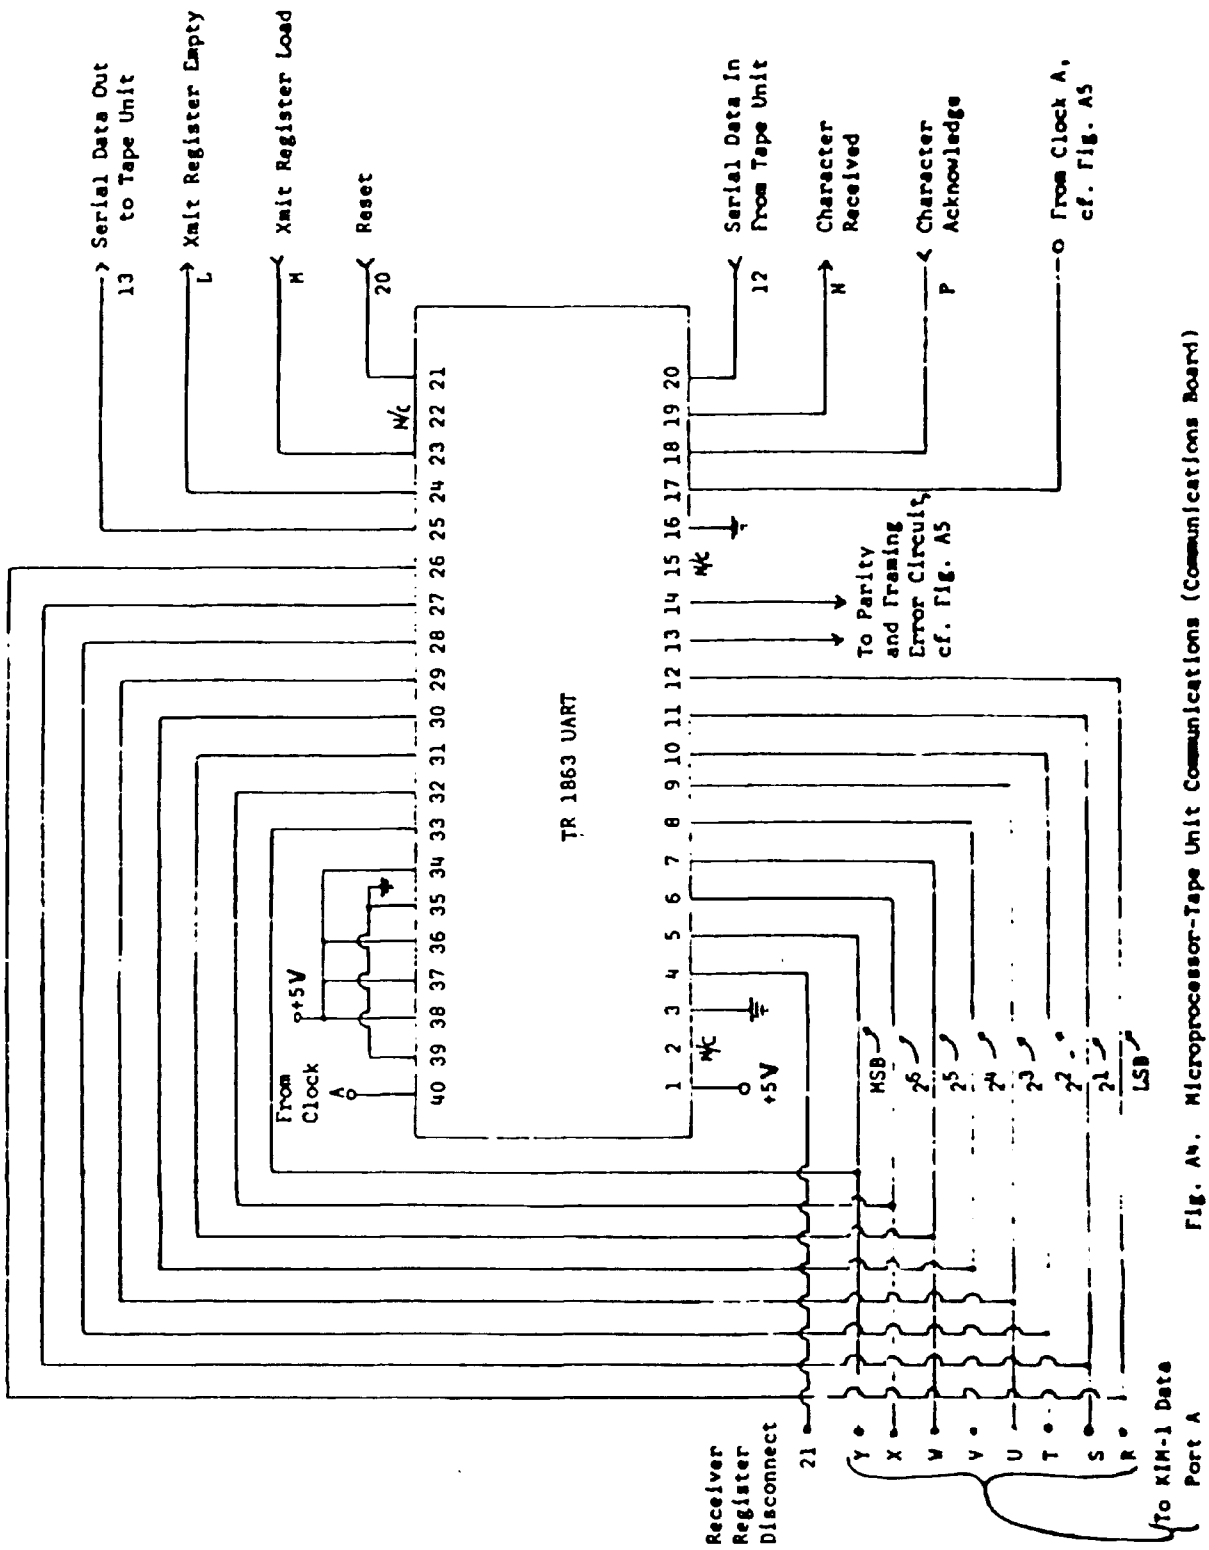 Serial Data Out
to Tape Unit
13
Xmit Register Empty
L
Xmit Register Load
M
Reset
20
From
Clock
A
+5V
N/C
40 39 38 37 36 35 34 33 32 31 30 29 28 27 26 25 24 23 22 21
TR 1863 UART
1 2 3 4 5 6 7 8 9 10 11 12 13 14 15 16 17 18 19 20
+5V
N/C
N/C
To Parity
and Framing
Error Circuit,
cf. Fig. A5
Serial Data In
From Tape Unit
12
Character
Received
N
Character
Acknowledge
P
From Clock A,
cf. Fig. A5
Receiver
Register
Disconnect
21
Y
X
W
V
U
T
S
R
MSB
2⁶
2⁵
2⁴
2³
2²
2¹
LSB
To KIM-1 Data
Port A
Fig. A4. Microprocessor-Tape Unit Communications (Communications Board)